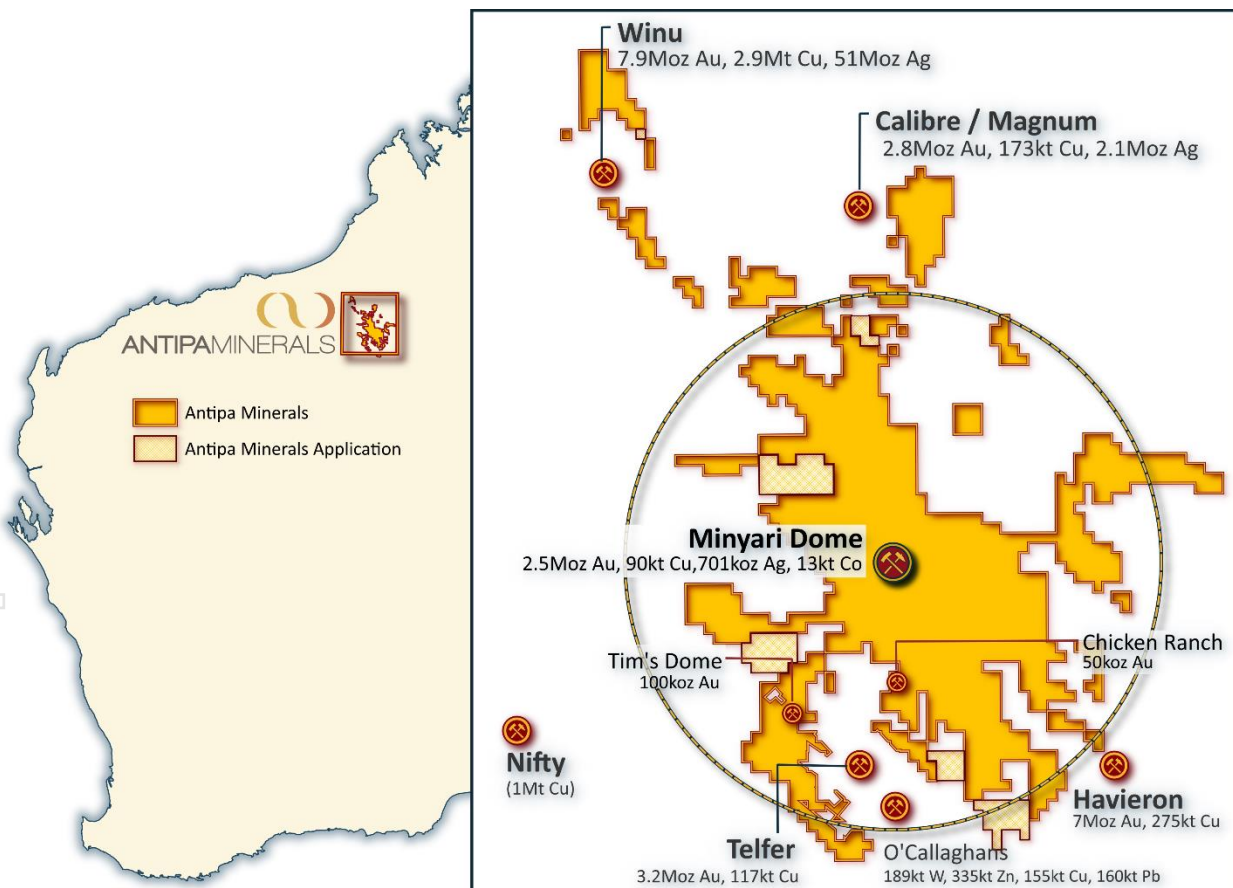 Winu
7.9Moz Au, 2.9Mt Cu, 51Moz Ag
Calibre / Magnum
2.8Moz Au, 173kt Cu, 2.1Moz Ag
ANTIPAMINERALS
Antipa Minerals
Antipa Minerals Application
Minyari Dome
2.5Moz Au, 90kt Cu,701koz Ag, 13kt Co
Tim's Dome
100koz Au
Chicken Ranch
50koz Au
Nifty
(1Mt Cu)
Telfer
3.2Moz Au, 117kt Cu
O'Callaghans
189kt W, 335kt Zn, 155kt Cu, 160kt Pb
Havieron
7Moz Au, 275kt Cu